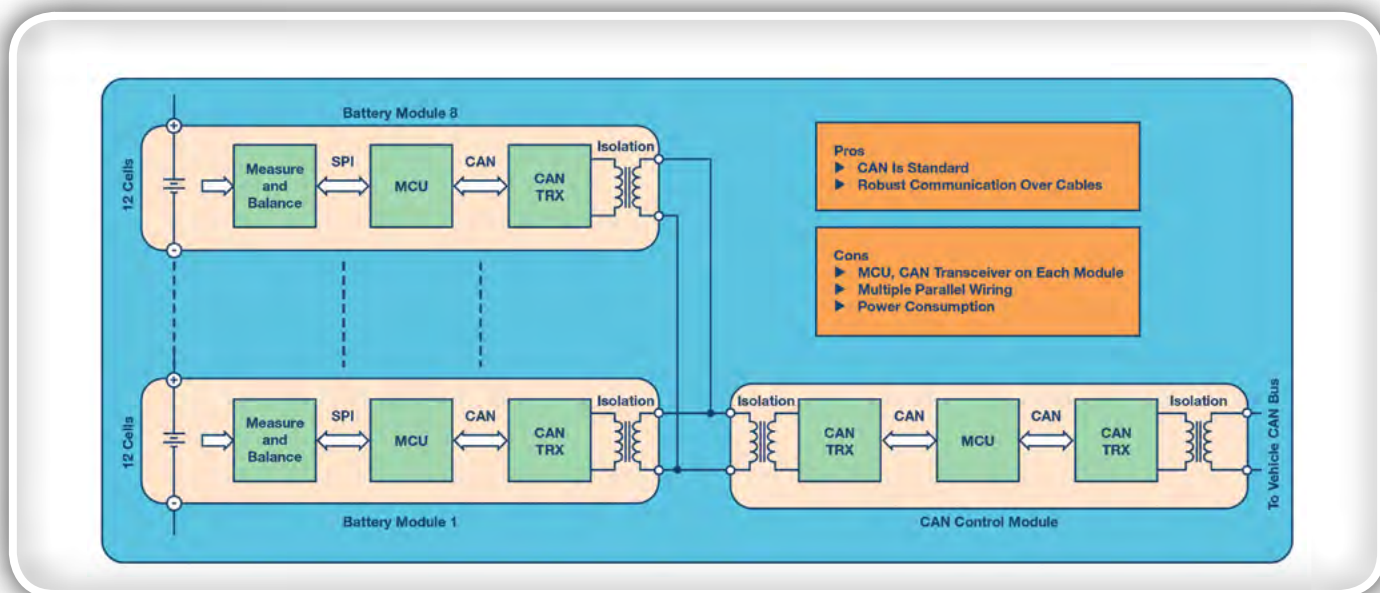 Battery Module 8
12 Cells
+
-
Measure
and
Balance
SPI
MCU
CAN
CAN
TRX
Isolation
Pros
► CAN Is Standard
► Robust Communication Over Cables
Cons
► MCU, CAN Transceiver on Each Module
► Multiple Parallel Wiring
► Power Consumption
12 Cells
+
-
Measure
and
Balance
SPI
MCU
CAN
CAN
TRX
Isolation
Battery Module 1
Isolation
CAN
TRX
CAN
MCU
CAN
CAN
TRX
Isolation
To Vehicle CAN Bus
CAN Control Module